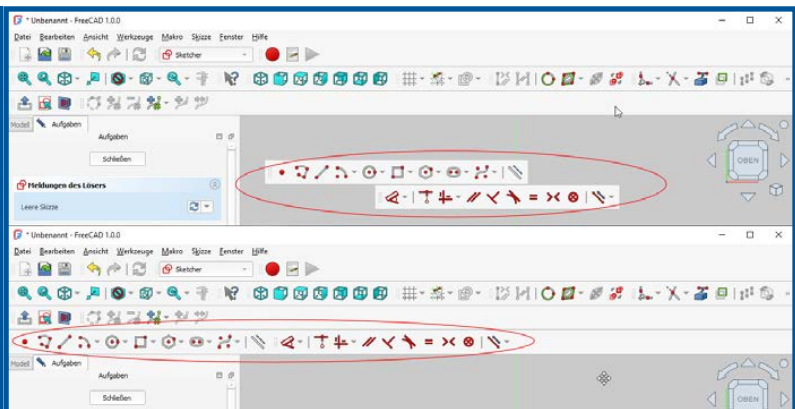 * Unbenannt - FreeCAD 1.0.0
Datei Bearbeiten Ansicht Werkzeuge Makro Skizze Fenster Hilfe
Sketcher
Modell Aufgaben
Aufgaben
Schließen
Meldungen des Lösers
Leere Skizze
OBEN
* Unbenannt - FreeCAD 1.0.0
Datei Bearbeiten Ansicht Werkzeuge Makro Skizze Fenster Hilfe
Sketcher
Modell Aufgaben
Aufgaben
Schließen
OBEN